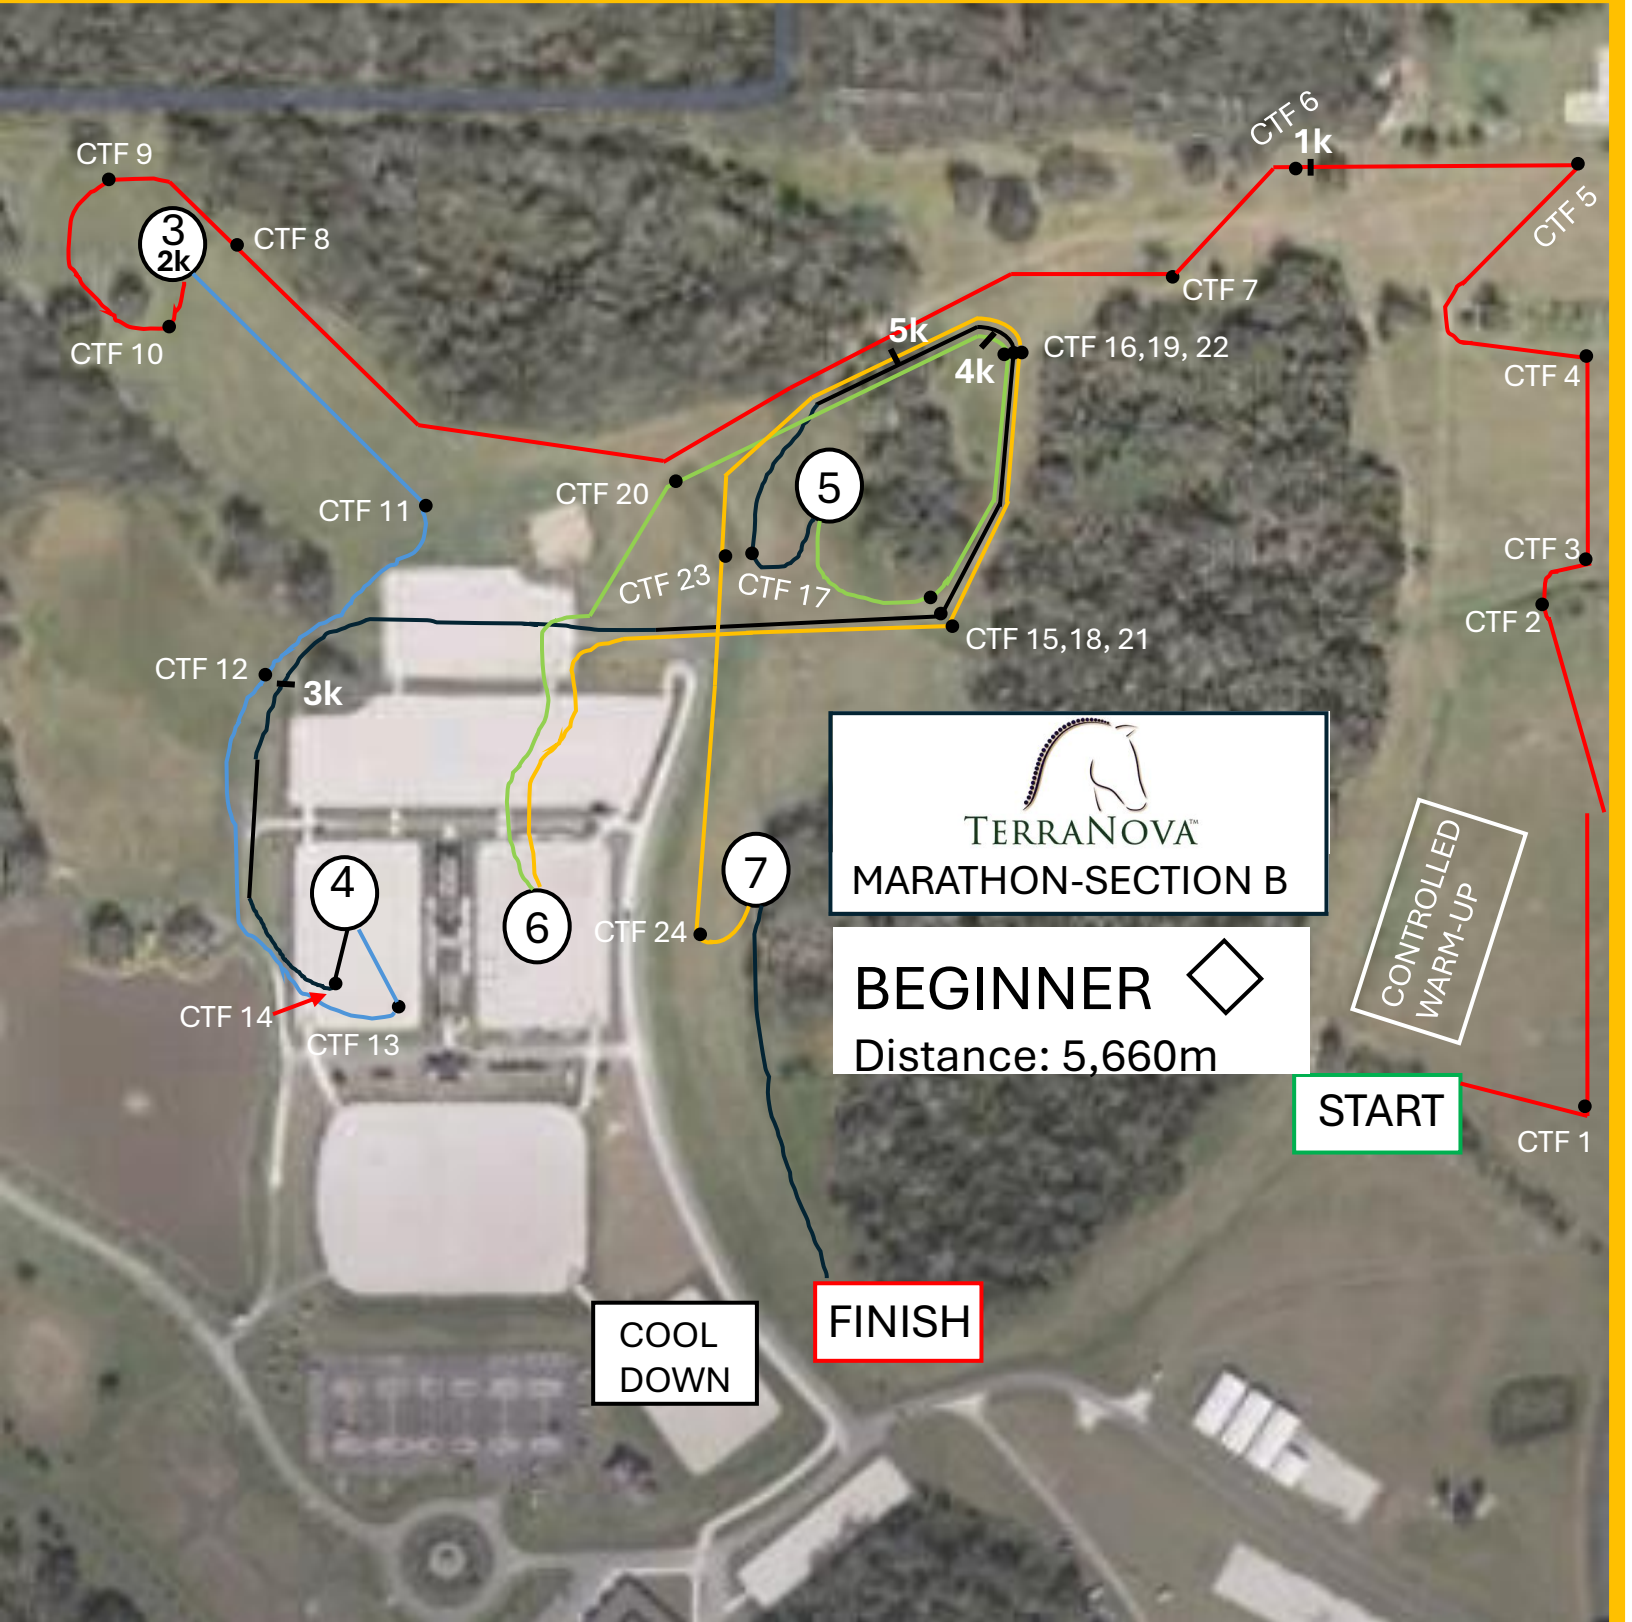 CTF 6
1k
CTF 9
CTF 5
3
2k
CTF 8
CTF 7
5k
CTF 16,19, 22
CTF 10
4k
CTF 4
CTF 20
5
CTF 11
CTF 3
CTF 23
CTF 17
CTF 2
CTF 15,18, 21
CTF 12
3k
TERRANOVA™
MARATHON-SECTION B
CONTROLLED
WARM-UP
4
7
6
CTF 24
BEGINNER
Distance: 5,660m
CTF 14
CTF 13
START
CTF 1
FINISH
COOL
DOWN